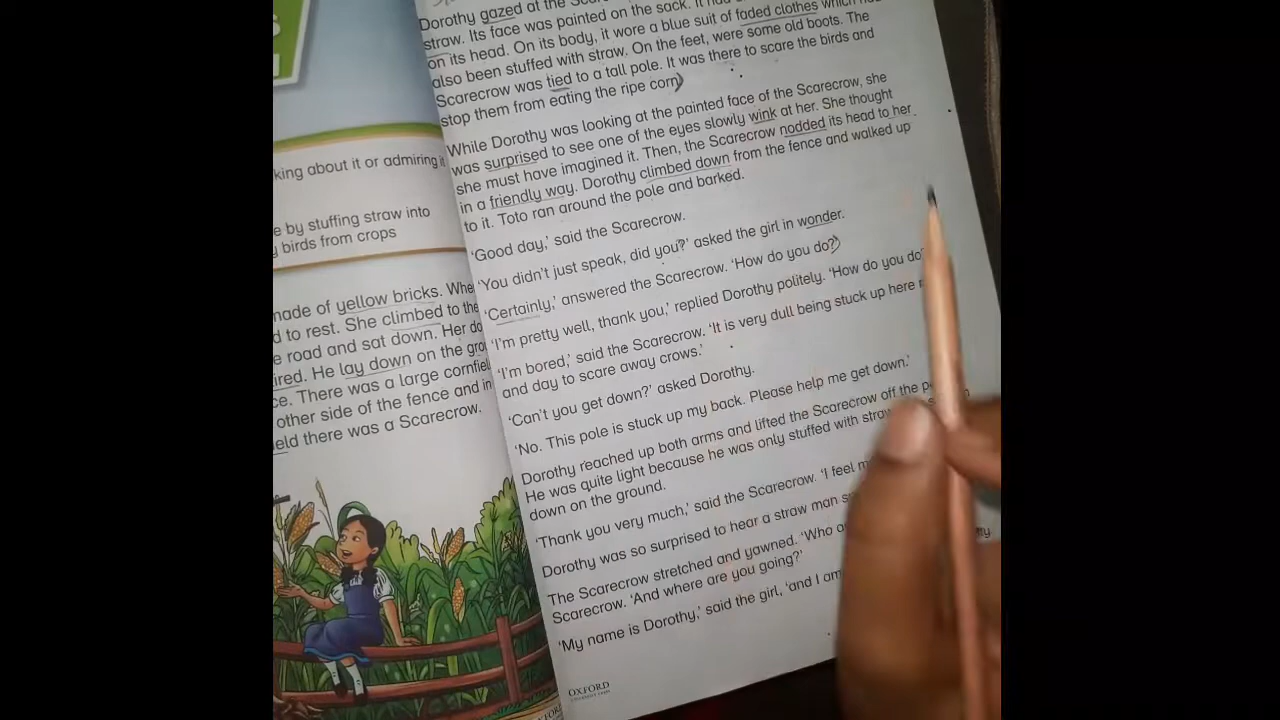 king about it or admiring it
e by stuffing straw into
birds from crops
made of yellow bricks. Whe
d to rest. She climbed to the
e road and sat down. Her do
ired. He lay down on the grou
ce. There was a large cornfiel
other side of the fence and in
eld there was a Scarecrow.
Dorothy gazed at the Scare
straw. Its face was painted on the sack. It had
on its head. On its body, it wore a blue suit of faded clothes which had
also been stuffed with straw. On the feet, were some old boots. The
Scarecrow was tied to a tall pole. It was there to scare the birds and
stop them from eating the ripe corn.
While Dorothy was looking at the painted face of the Scarecrow, she
was surprised to see one of the eyes slowly wink at her. She thought
she must have imagined it. Then, the Scarecrow nodded its head to her
in a friendly way. Dorothy climbed down from the fence and walked up
to it. Toto ran around the pole and barked.
‘Good day,’ said the Scarecrow.
‘You didn’t just speak, did you?’ asked the girl in wonder.
‘Certainly,’ answered the Scarecrow. ‘How do you do?’
‘I’m pretty well, thank you,’ replied Dorothy politely. ‘How do you do?
‘I’m bored,’ said the Scarecrow. ‘It is very dull being stuck up here
and day to scare away crows.’
‘Can’t you get down?’ asked Dorothy.
‘No. This pole is stuck up my back. Please help me get down.’
Dorothy reached up both arms and lifted the Scarecrow off the
He was quite light because he was only stuffed with straw
down on the ground.
‘Thank you very much,’ said the Scarecrow. ‘I feel
Dorothy was so surprised to hear a straw man
The Scarecrow stretched and yawned. ‘Who
Scarecrow. ‘And where are you going?’
‘My name is Dorothy,’ said the girl, ‘and I am
OXFORD